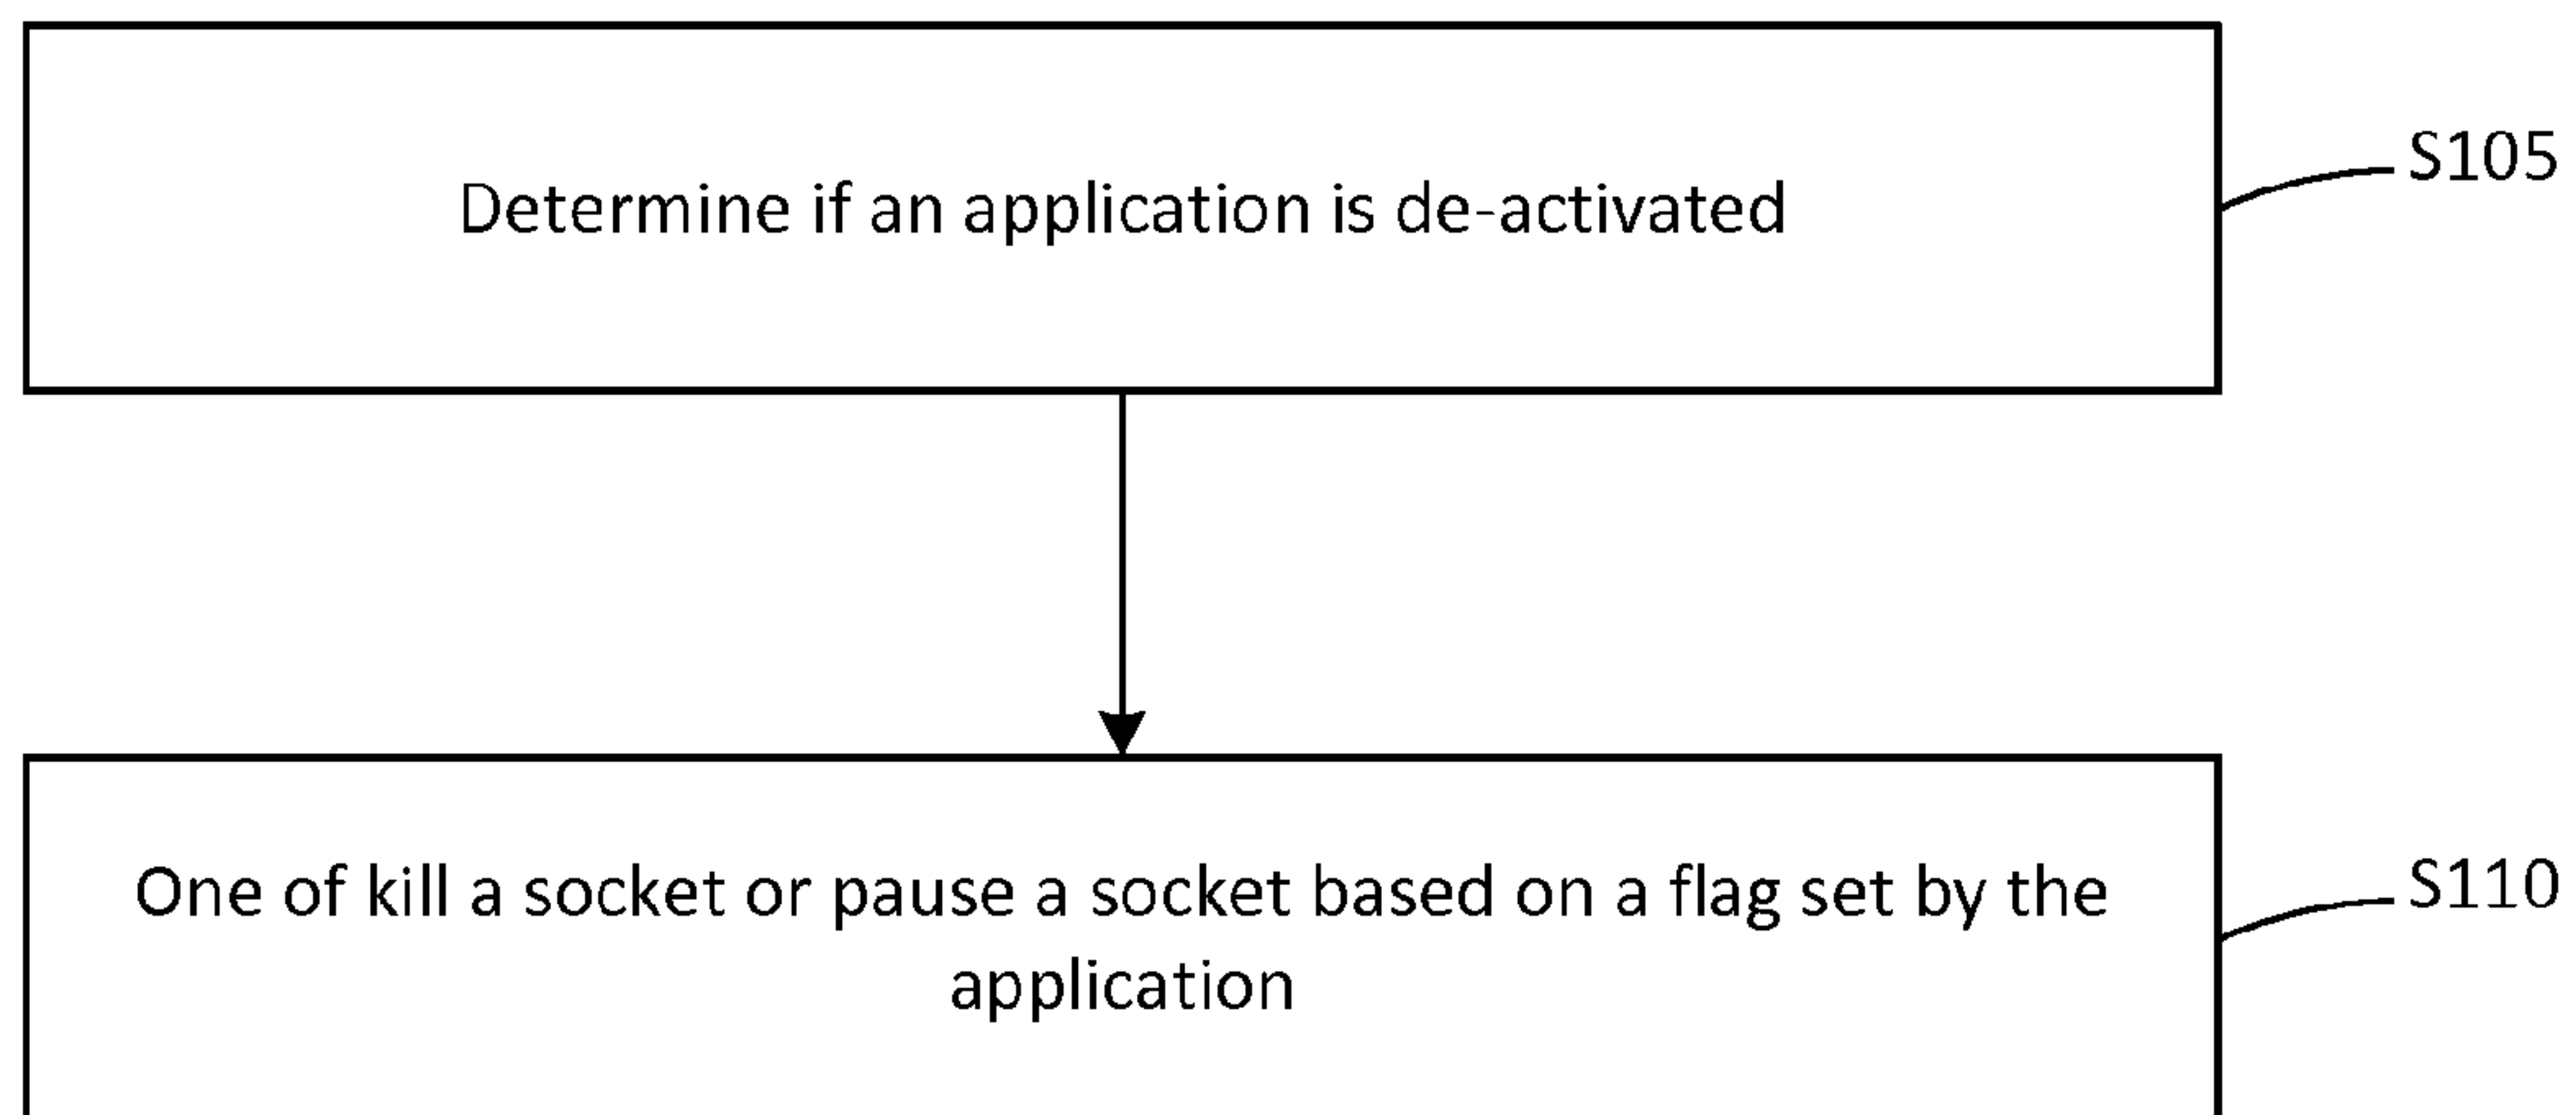 Determine if an application is de-activated
S105
One of kill a socket or pause a socket based on a flag set by the
application
S110